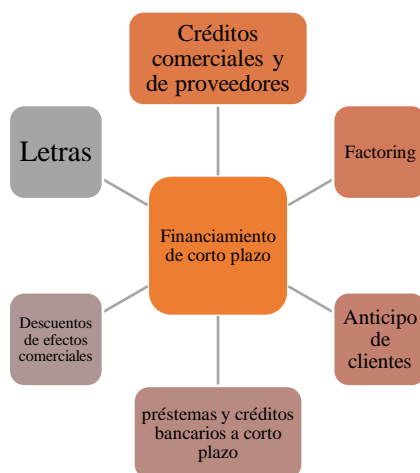 Créditos
comerciales y
de proveedores
Letras
Factoring
Financiamiento
de corto plazo
Descuentos
de efectos
comerciales
Anticipo
de
clientes
préstemas y créditos
bancarios a corto
plazo